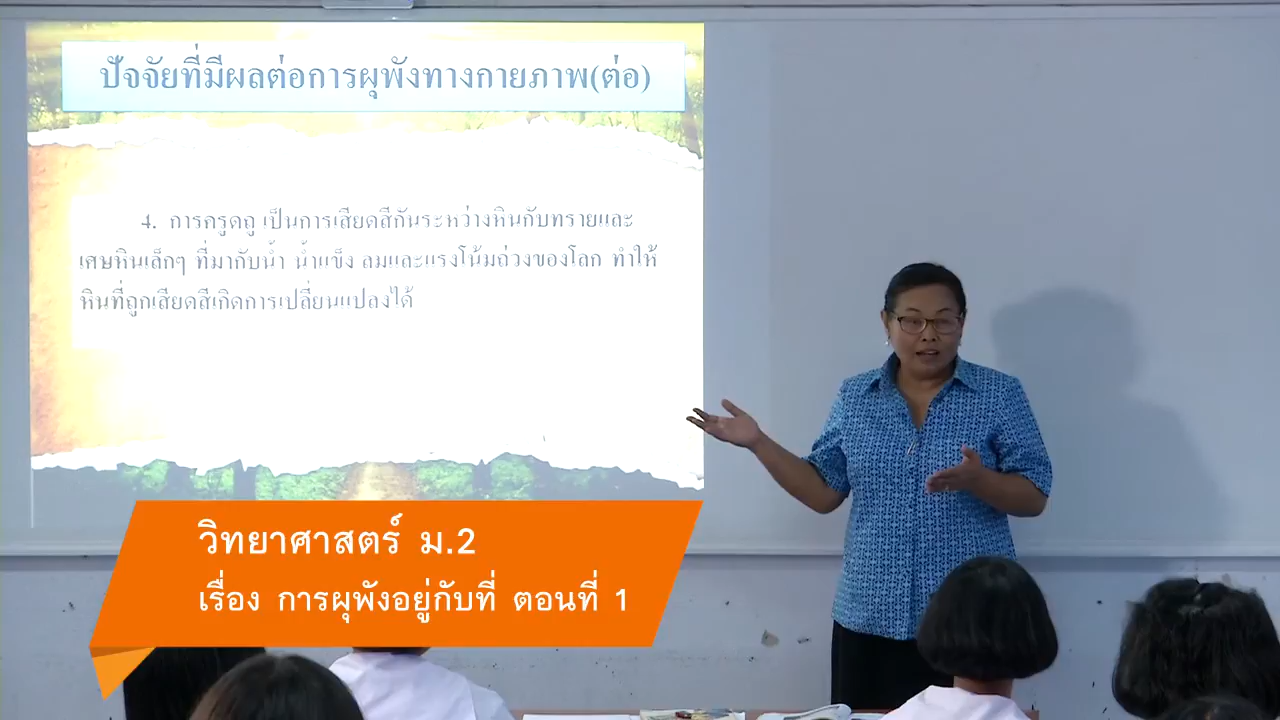 ปัจจัยที่มีผลต่อการผุพังทางกายภาพ(ต่อ)
4. การครูดถู เป็นการเสียดสีกันระหว่างหินกับทรายและ
เศษหินเล็กๆ ที่มากับน้ำ น้ำแข็ง ลมและแรงโน้มถ่วงของโลก ทำให้
หินที่ถูกเสียดสีเกิดการเปลี่ยนแปลงได้
วิทยาศาสตร์ ม.2
เรื่อง การผุพังอยู่กับที่ ตอนที่ 1